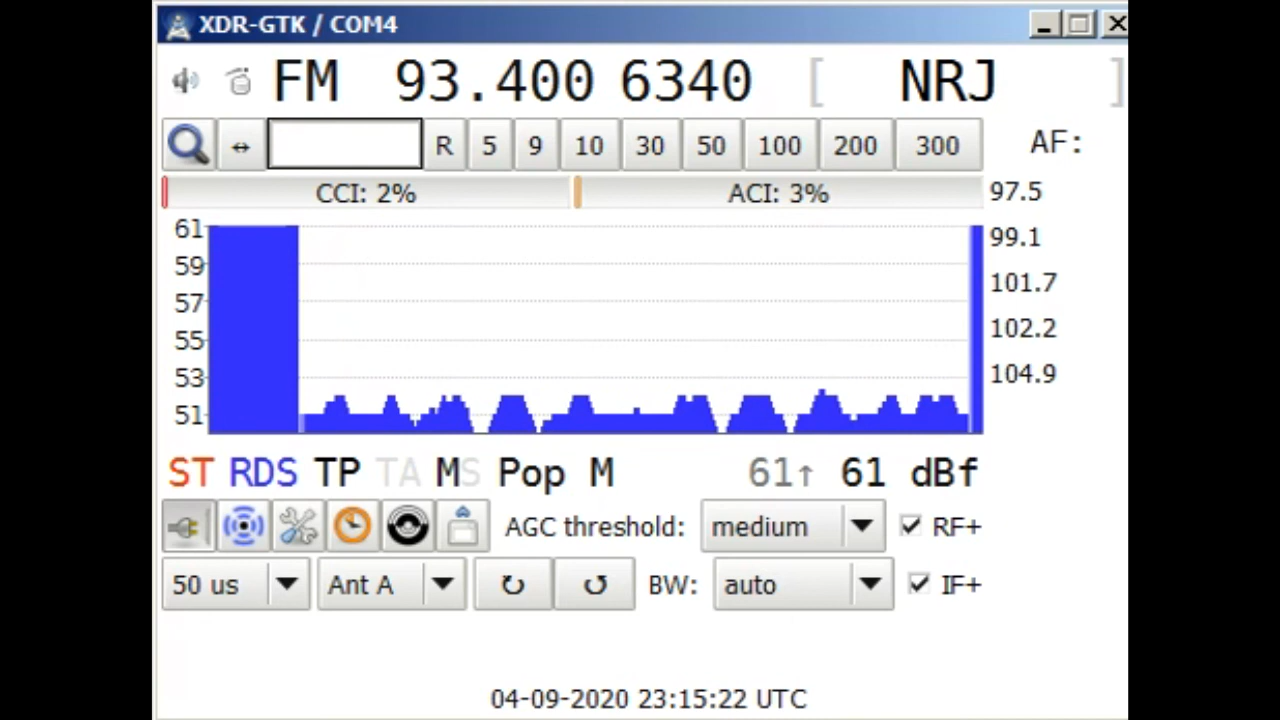 XDR-GTK / COM4
FM 93.400 6340 [ NRJ ]
R 5 9 10 30 50 100 200 300 AF:
CCI: 2% ACI: 3% 97.5
61 99.1
59
101.7
57
102.2
55
53 104.9
51
ST RDS TP TA MS Pop M 61↑ 61 dBf
AGC threshold: medium RF+
50 us Ant A ↻ ↺ BW: auto IF+
04-09-2020 23:15:22 UTC